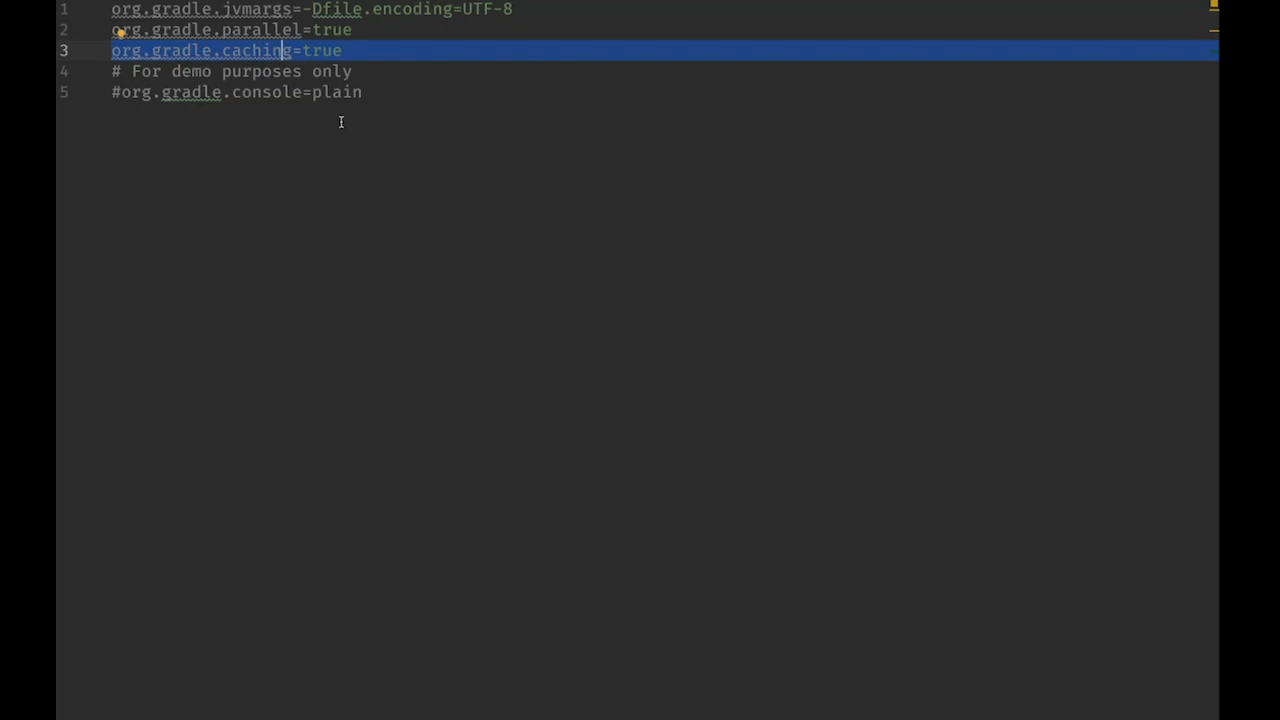 1 org.gradle.jvmargs=-Dfile.encoding=UTF-8
2 org.gradle.parallel=true
3 org.gradle.caching=true
4 # For demo purposes only
5 #org.gradle.console=plain